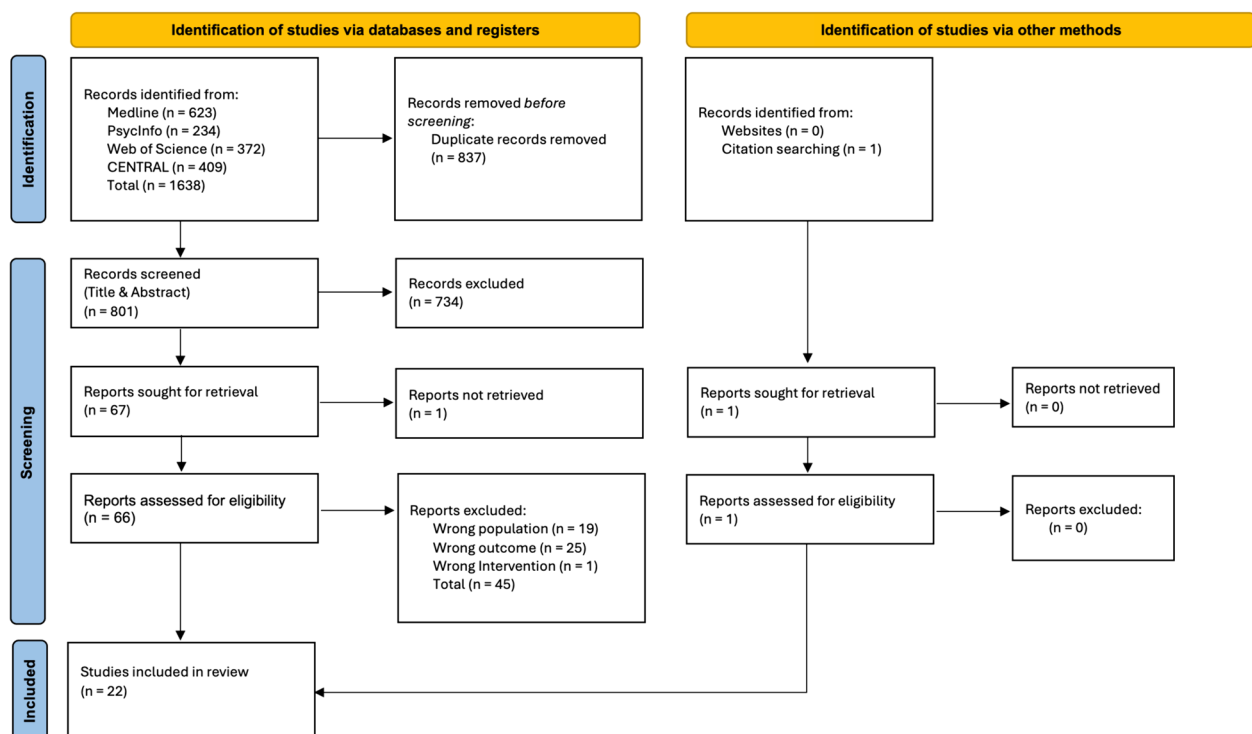 Identification of studies via databases and registers
Identification of studies via other methods
Identification
Records identified from:
Medline (n = 623)
PsycInfo (n = 234)
Web of Science (n = 372)
CENTRAL (n = 409)
Total (n = 1638)
Records removed before
screening:
Duplicate records removed
(n = 837)
Records identified from:
Websites (n = 0)
Citation searching (n = 1)
Screening
Records screened
(Title & Abstract)
(n = 801)
Records excluded
(n = 734)
Reports sought for retrieval
(n = 67)
Reports not retrieved
(n = 1)
Reports sought for retrieval
(n = 1)
Reports not retrieved
(n = 0)
Reports assessed for eligibility
(n = 66)
Reports excluded:
Wrong population (n = 19)
Wrong outcome (n = 25)
Wrong Intervention (n = 1)
Total (n = 45)
Reports assessed for eligibility
(n = 1)
Reports excluded:
(n = 0)
Included
Studies included in review
(n = 22)